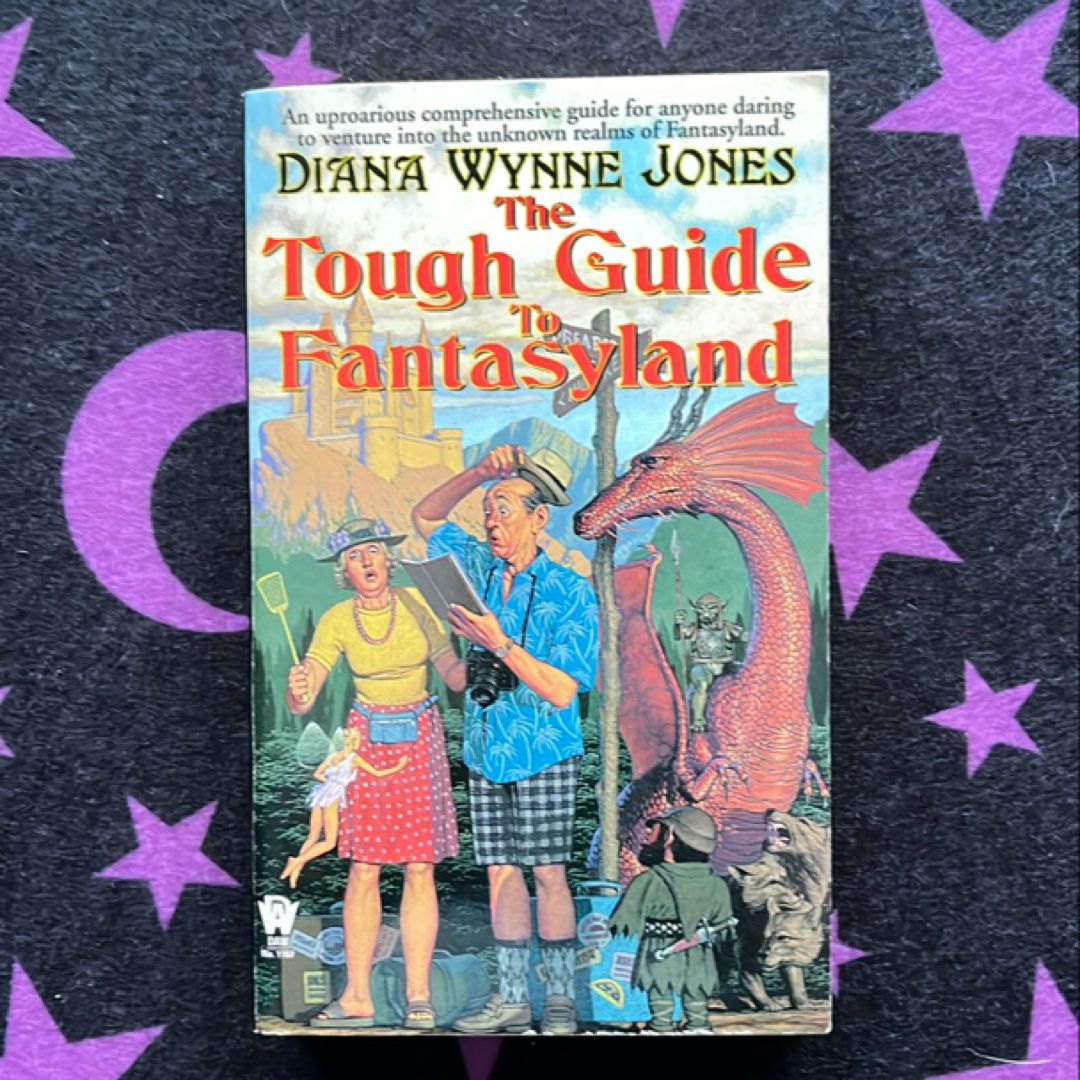 An uproarious comprehensive guide for anyone daring
to venture into the unknown realms of Fantasyland.
DIANA WYNNE JONES
The
Tough Guide
To
Fantasyland
DAW